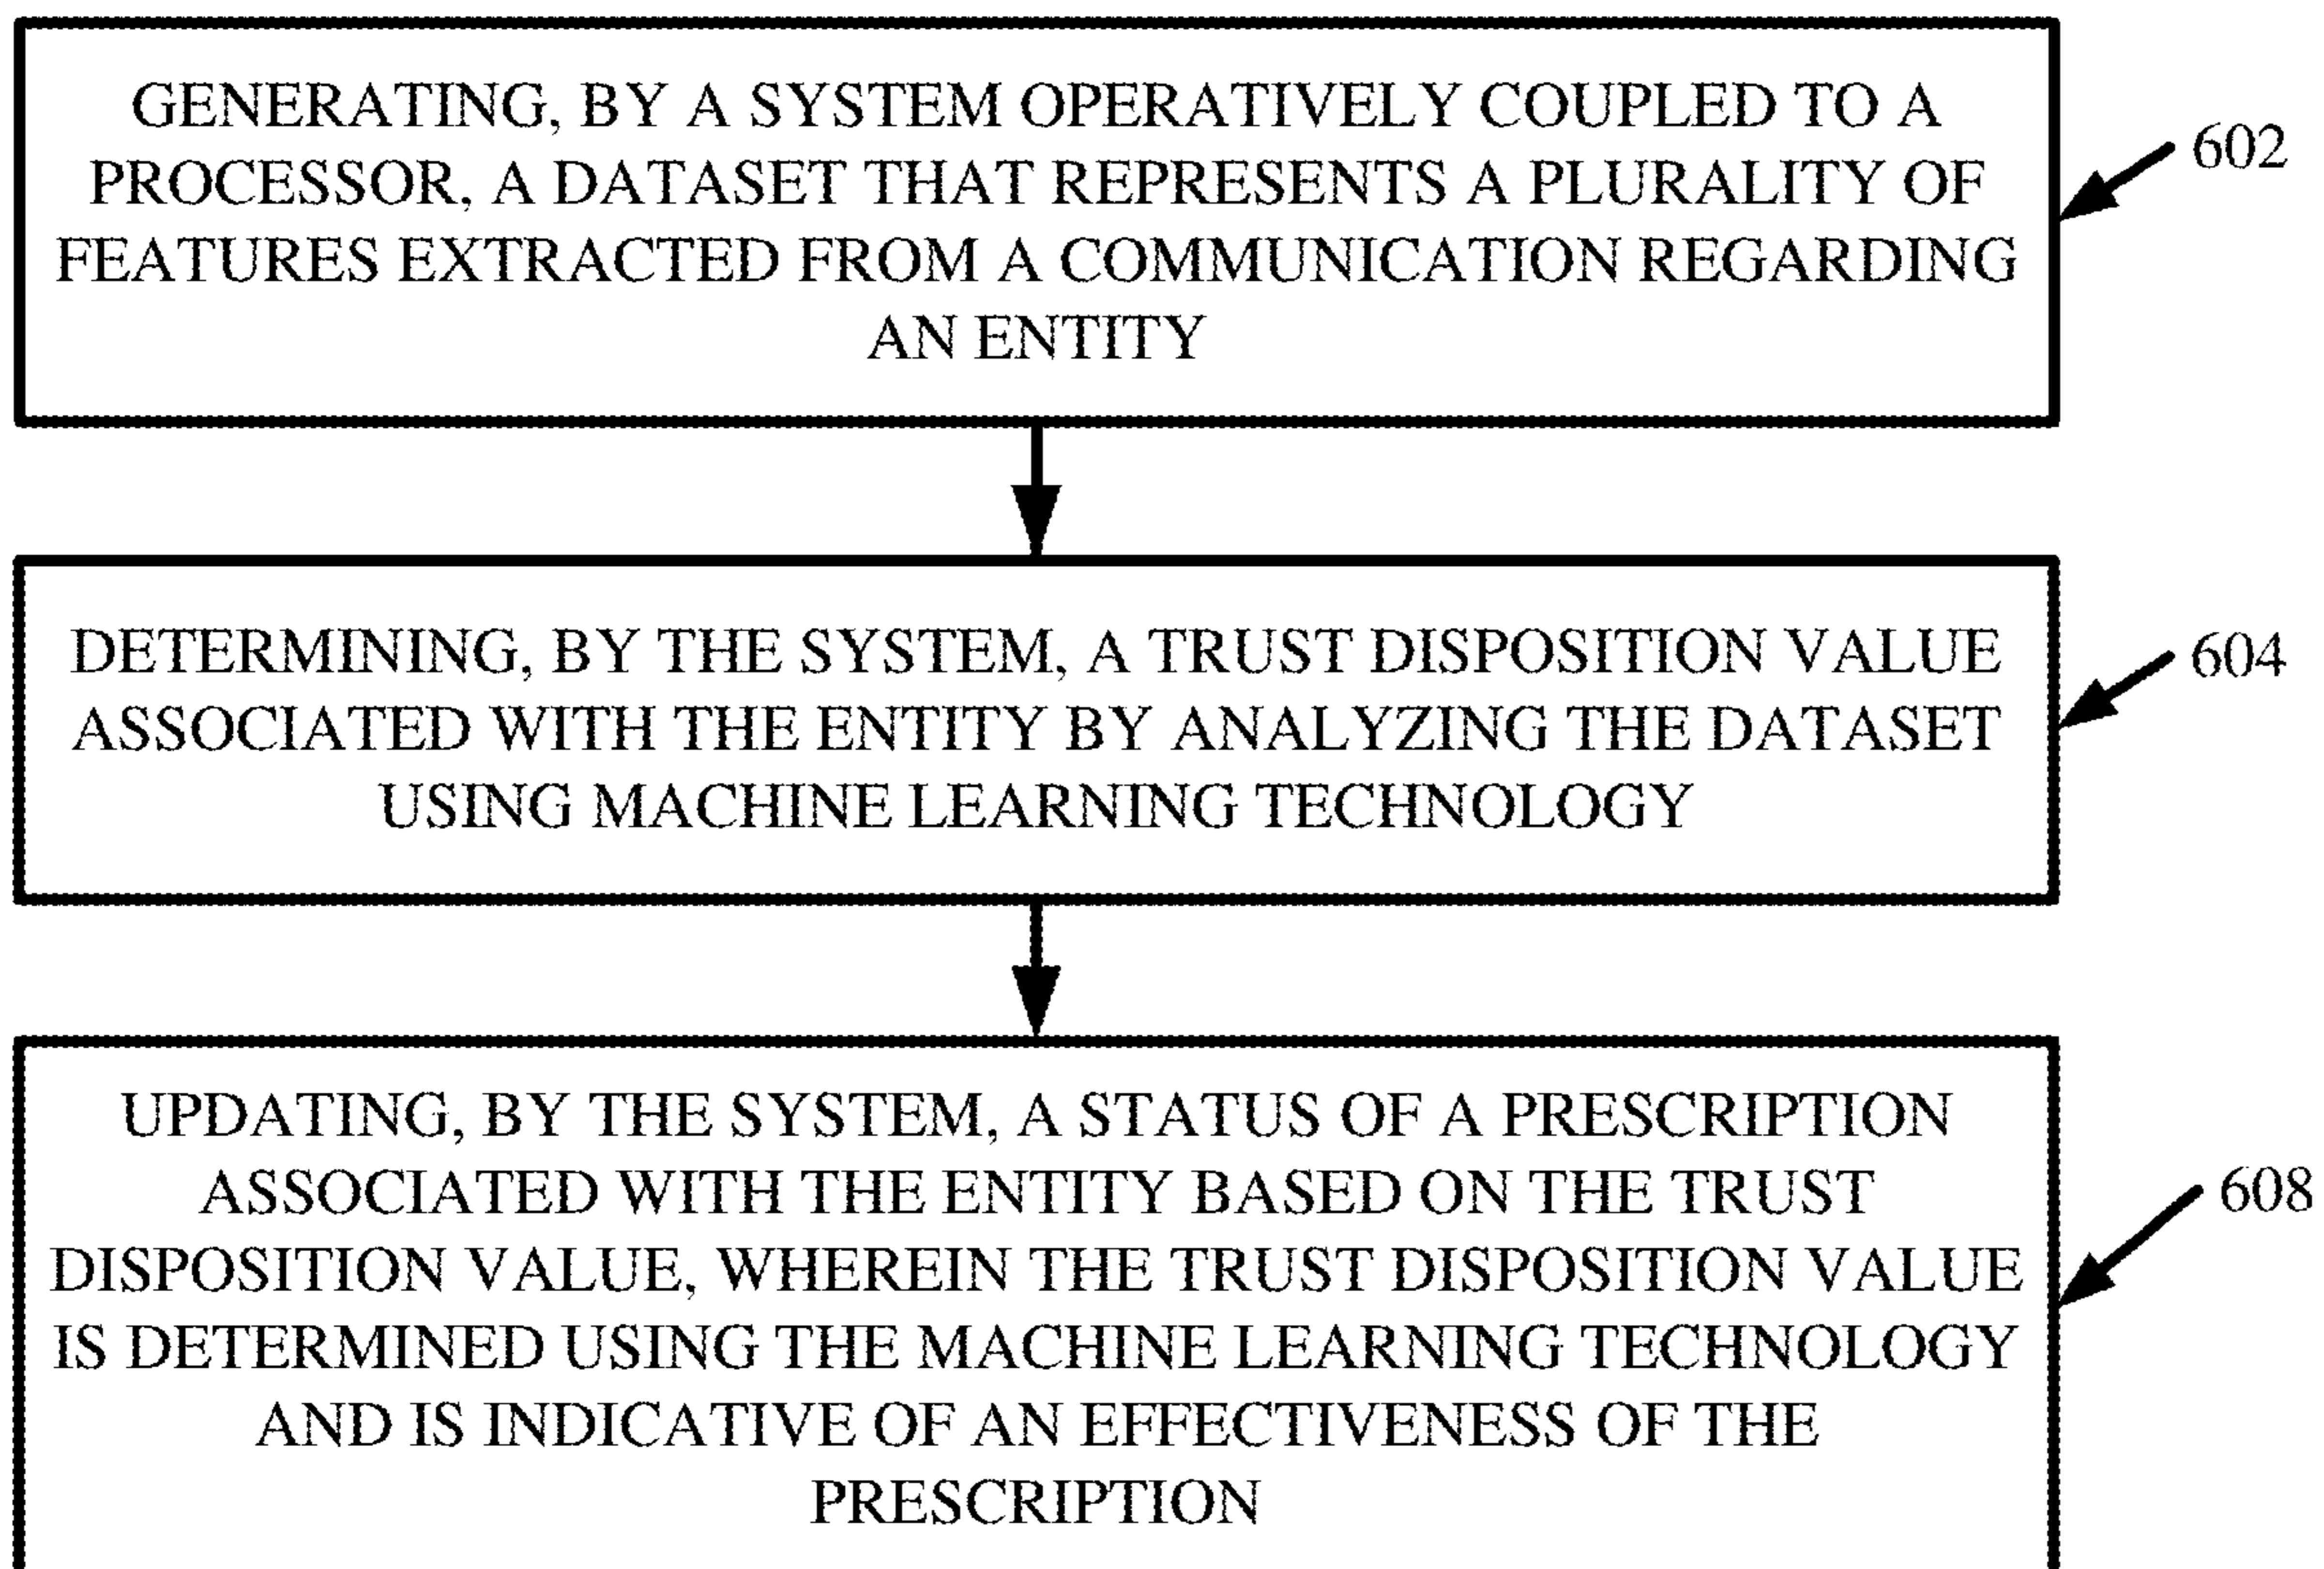 GENERATING, BY A SYSTEM OPERATIVELY COUPLED TO A
PROCESSOR, A DATASET THAT REPRESENTS A PLURALITY OF
FEATURES EXTRACTED FROM A COMMUNICATION REGARDING
AN ENTITY
602
DETERMINING, BY THE SYSTEM, A TRUST DISPOSITION VALUE
ASSOCIATED WITH THE ENTITY BY ANALYZING THE DATASET
USING MACHINE LEARNING TECHNOLOGY
604
UPDATING, BY THE SYSTEM, A STATUS OF A PRESCRIPTION
ASSOCIATED WITH THE ENTITY BASED ON THE TRUST
DISPOSITION VALUE, WHEREIN THE TRUST DISPOSITION VALUE
IS DETERMINED USING THE MACHINE LEARNING TECHNOLOGY
AND IS INDICATIVE OF AN EFFECTIVENESS OF THE
PRESCRIPTION
608